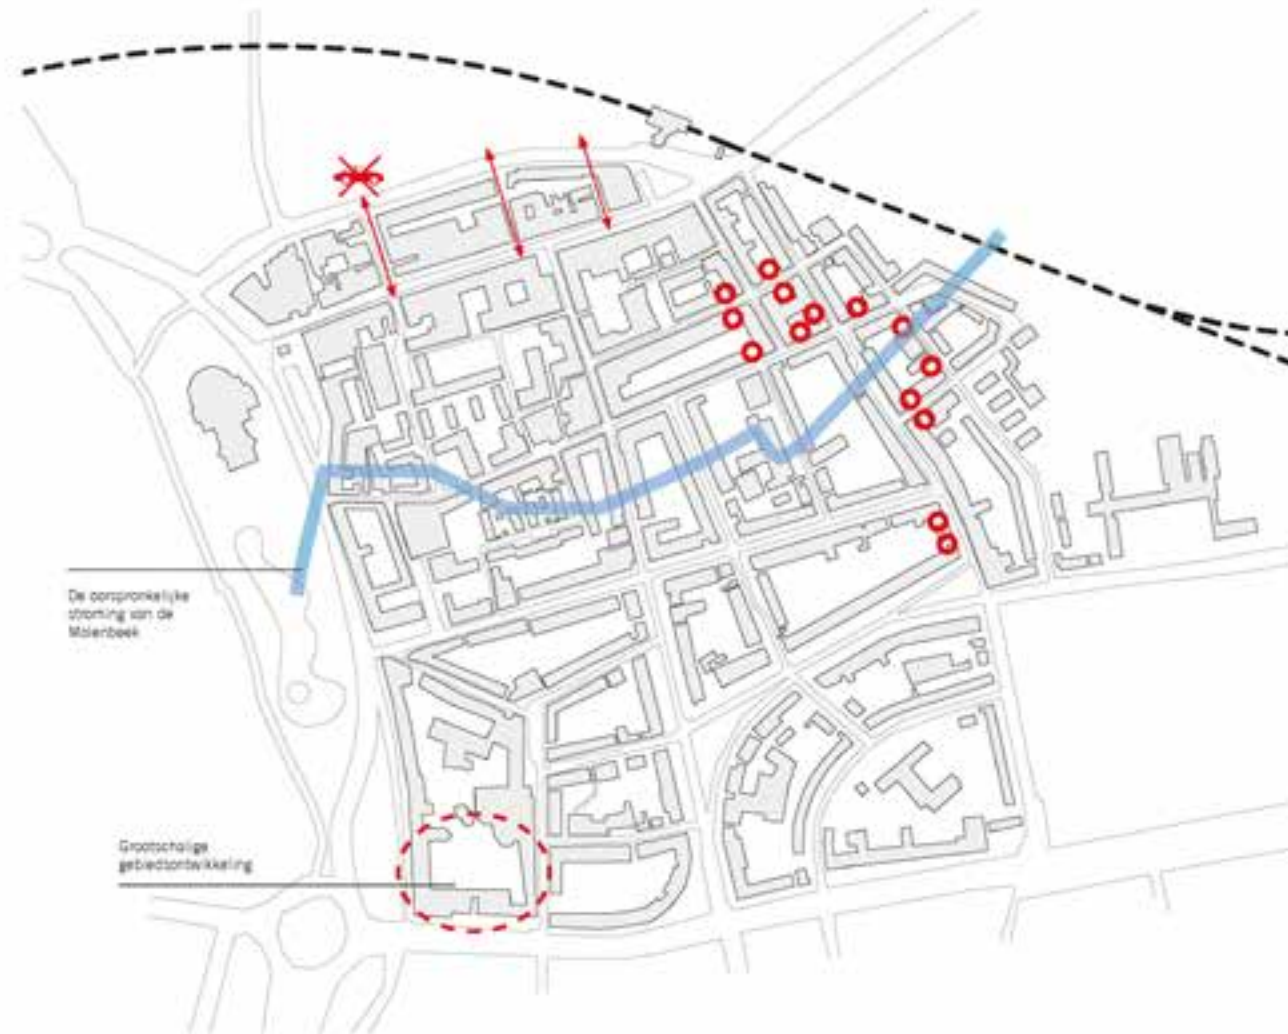 De oorspronkelijke
stroming van de
Molenbeek
Grootschalige
gebiedsontwikkeling